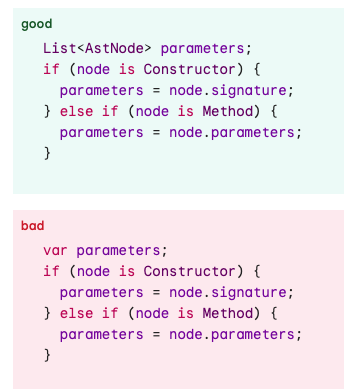 good
List<AstNode> parameters;
if (node is Constructor) {
  parameters = node.signature;
} else if (node is Method) {
  parameters = node.parameters;
}
bad
var parameters;
if (node is Constructor) {
  parameters = node.signature;
} else if (node is Method) {
  parameters = node.parameters;
}